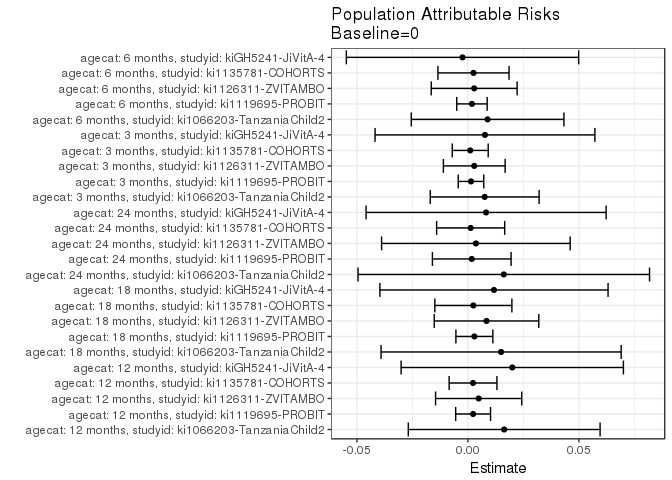 Population Attributable Risks
Baseline=0
agecat: 6 months, studyid: kiGH5241-JiVitA-4
agecat: 6 months, studyid: ki1135781-COHORTS
agecat: 6 months, studyid: ki1126311-ZVITAMBO
agecat: 6 months, studyid: ki1119695-PROBIT
agecat: 6 months, studyid: ki1066203-TanzaniaChild2
agecat: 3 months, studyid: kiGH5241-JiVitA-4
agecat: 3 months, studyid: ki1135781-COHORTS
agecat: 3 months, studyid: ki1126311-ZVITAMBO
agecat: 3 months, studyid: ki1119695-PROBIT
agecat: 3 months, studyid: ki1066203-TanzaniaChild2
agecat: 24 months, studyid: kiGH5241-JiVitA-4
agecat: 24 months, studyid: ki1135781-COHORTS
agecat: 24 months, studyid: ki1126311-ZVITAMBO
agecat: 24 months, studyid: ki1119695-PROBIT
agecat: 24 months, studyid: ki1066203-TanzaniaChild2
agecat: 18 months, studyid: kiGH5241-JiVitA-4
agecat: 18 months, studyid: ki1135781-COHORTS
agecat: 18 months, studyid: ki1126311-ZVITAMBO
agecat: 18 months, studyid: ki1119695-PROBIT
agecat: 18 months, studyid: ki1066203-TanzaniaChild2
agecat: 12 months, studyid: kiGH5241-JiVitA-4
agecat: 12 months, studyid: ki1135781-COHORTS
agecat: 12 months, studyid: ki1126311-ZVITAMBO
agecat: 12 months, studyid: ki1119695-PROBIT
agecat: 12 months, studyid: ki1066203-TanzaniaChild2
-0.05 0.00 0.05
Estimate